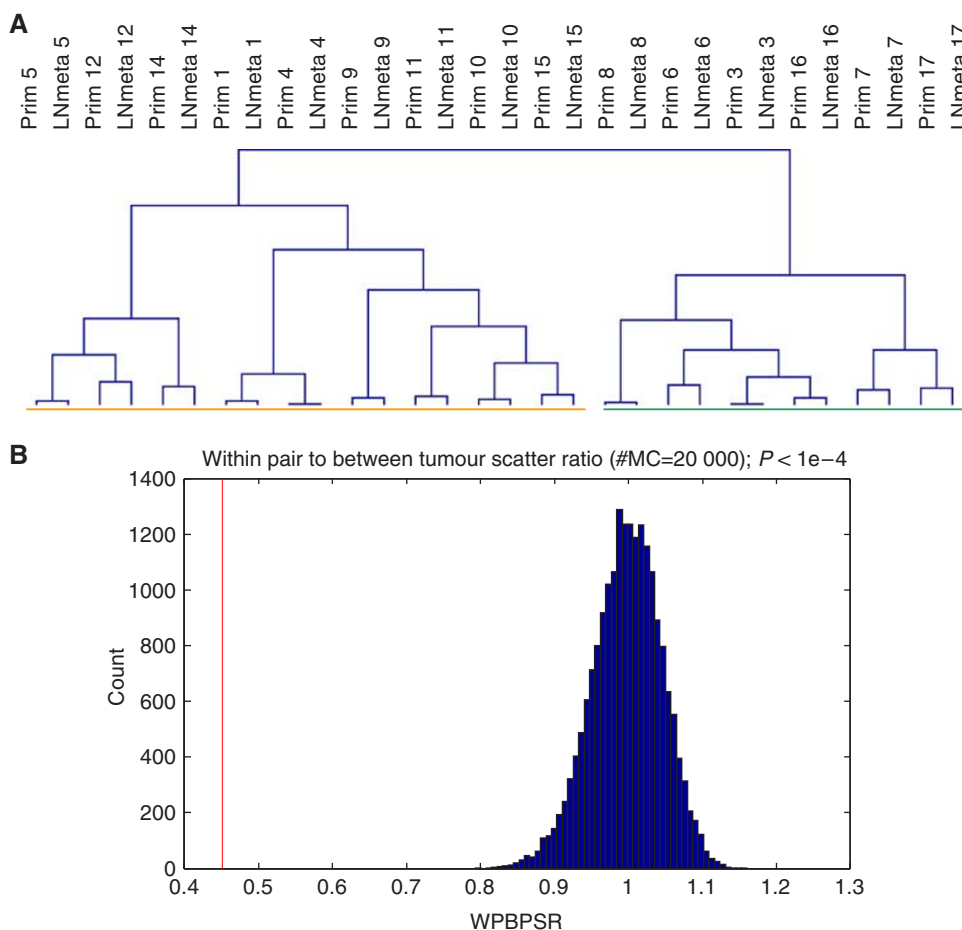 A
Prim 5
LNmeta 5
Prim 12
LNmeta 12
Prim 14
LNmeta 14
Prim 1
LNmeta 1
Prim 4
LNmeta 4
Prim 9
LNmeta 9
Prim 11
LNmeta 11
Prim 10
LNmeta 10
Prim 15
LNmeta 15
Prim 8
LNmeta 8
Prim 6
LNmeta 6
Prim 3
LNmeta 3
Prim 16
LNmeta 16
Prim 7
LNmeta 7
Prim 17
LNmeta 17
B
Within pair to between tumour scatter ratio (#MC=20 000); P < 1e−4
1400
1200
1000
800
600
400
200
0
Count
0.4 0.5 0.6 0.7 0.8 0.9 1 1.1 1.2 1.3
WPBPSR